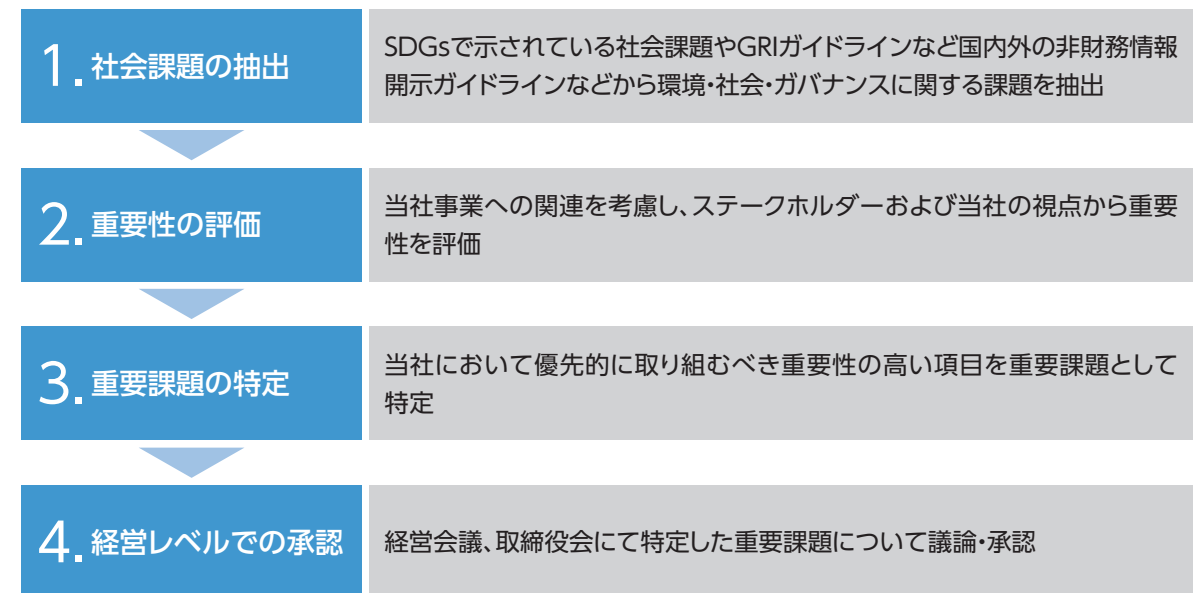 1. 社会課題の抽出
SDGsで示されている社会課題やGRIガイドラインなど国内外の非財務情報
開示ガイドラインなどから環境・社会・ガバナンスに関する課題を抽出
2. 重要性の評価
当社事業への関連を考慮し、ステークホルダーおよび当社の視点から重要
性を評価
3. 重要課題の特定
当社において優先的に取り組むべき重要性の高い項目を重要課題として
特定
4. 経営レベルでの承認
経営会議、取締役会にて特定した重要課題について議論・承認